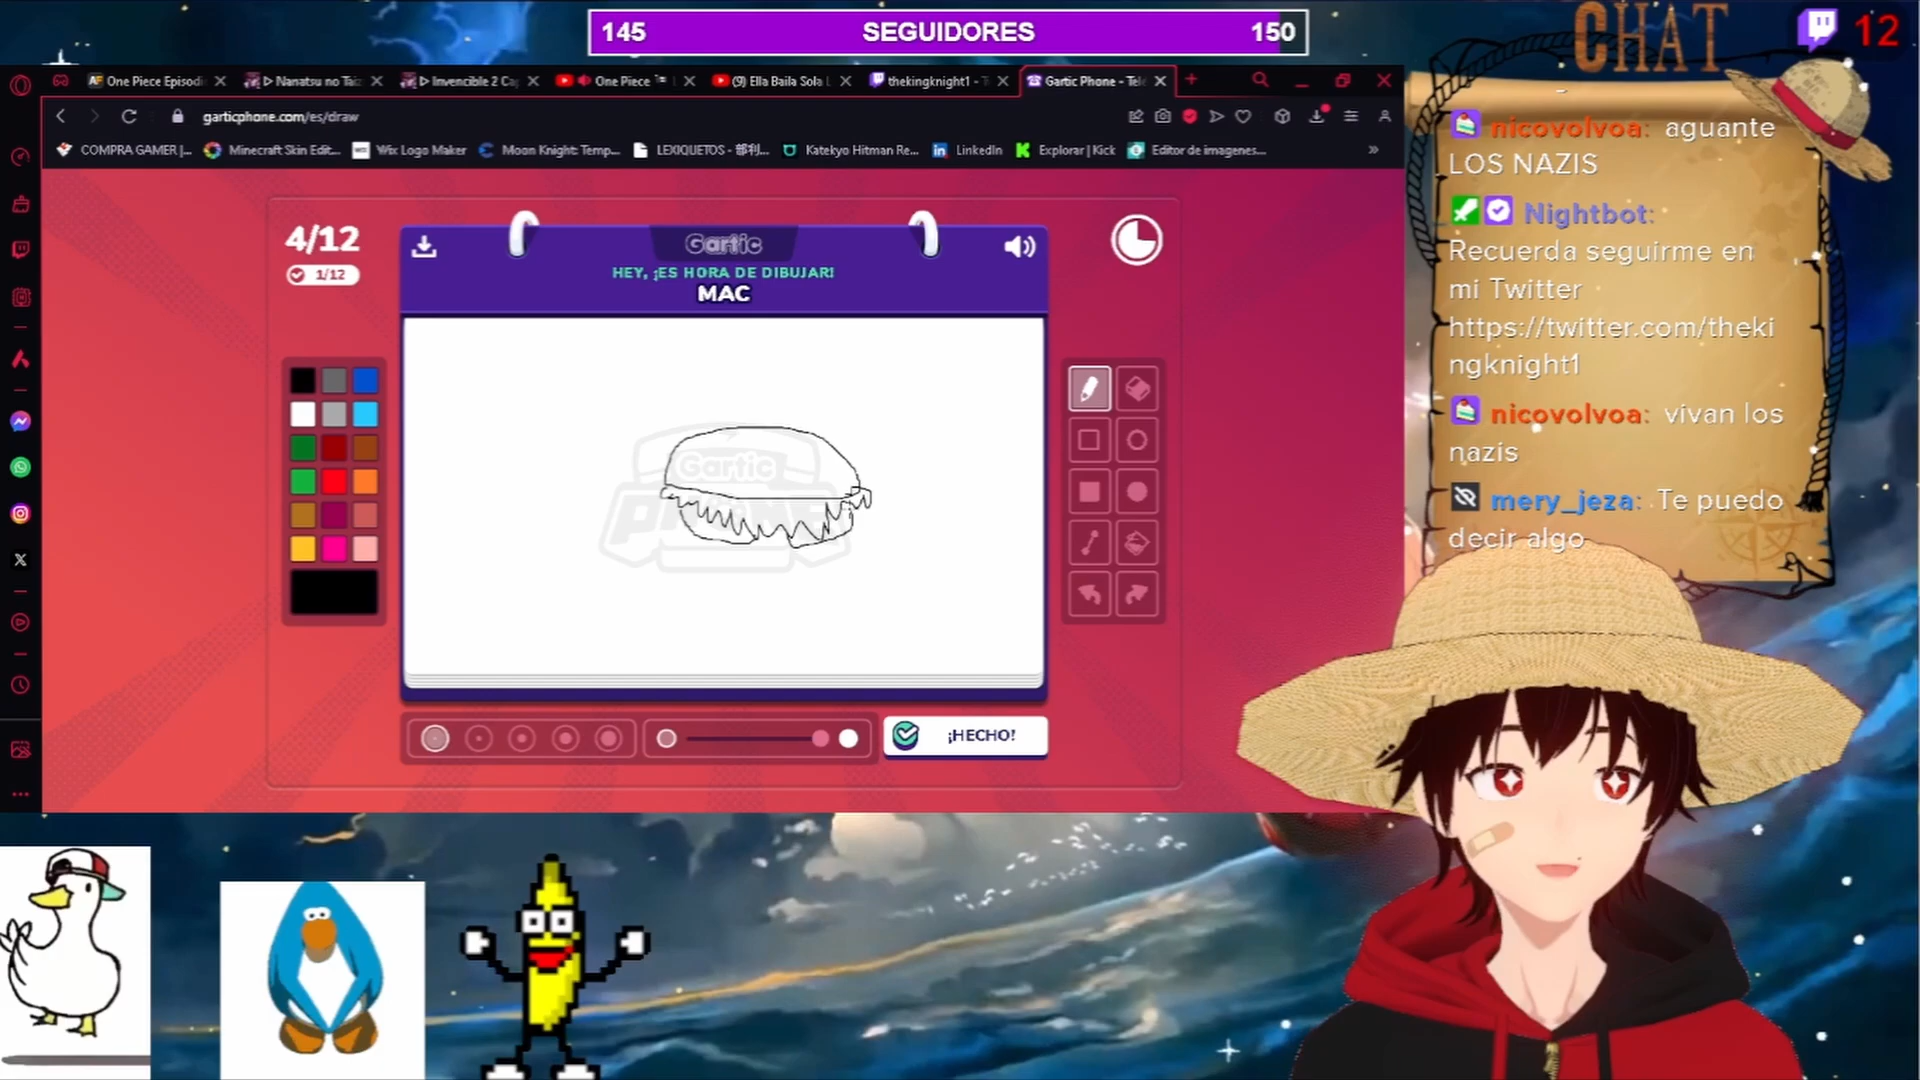 145 SEGUIDORES 150
CHAT
12
One Piece Episodi
Nanatsu no Tai
Invencible 2 Ca
One Piece
(9) Ella Baila Sola
thekingknight1 -
Gartic Phone - Tel
garticphone.com/es/draw
COMPRA GAMER |...
Minecraft Skin Edit...
Wix Logo Maker
Moon Knight: Temp...
LEXIQUETOS -
Katekyo Hitman Re...
LinkedIn
Explorar | Kick
Editor de imagenes...
4/12
1/12
Gartic
HEY, ¡ES HORA DE DIBUJAR!
MAC
Gartic
PHONE
¡HECHO!
nicovolvoa: aguante
LOS NAZIS
Nightbot:
Recuerda seguirme en
mi Twitter
https://twitter.com/theki
ngknight1
nicovolvoa: vivan los
nazis
mery_jeza: Te puedo
decir algo